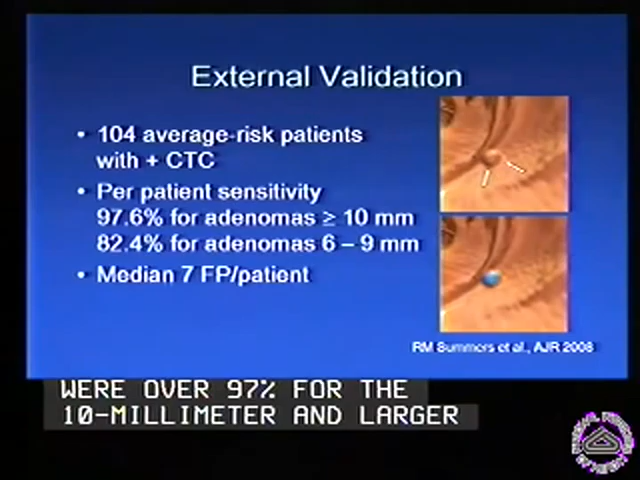 External Validation
• 104 average-risk patients
with + CTC
• Per patient sensitivity
97.6% for adenomas ≥ 10 mm
82.4% for adenomas 6 – 9 mm
• Median 7 FP/patient
RM Summers et al., AJR 2008
WERE OVER 97% FOR THE
10-MILLIMETER AND LARGER